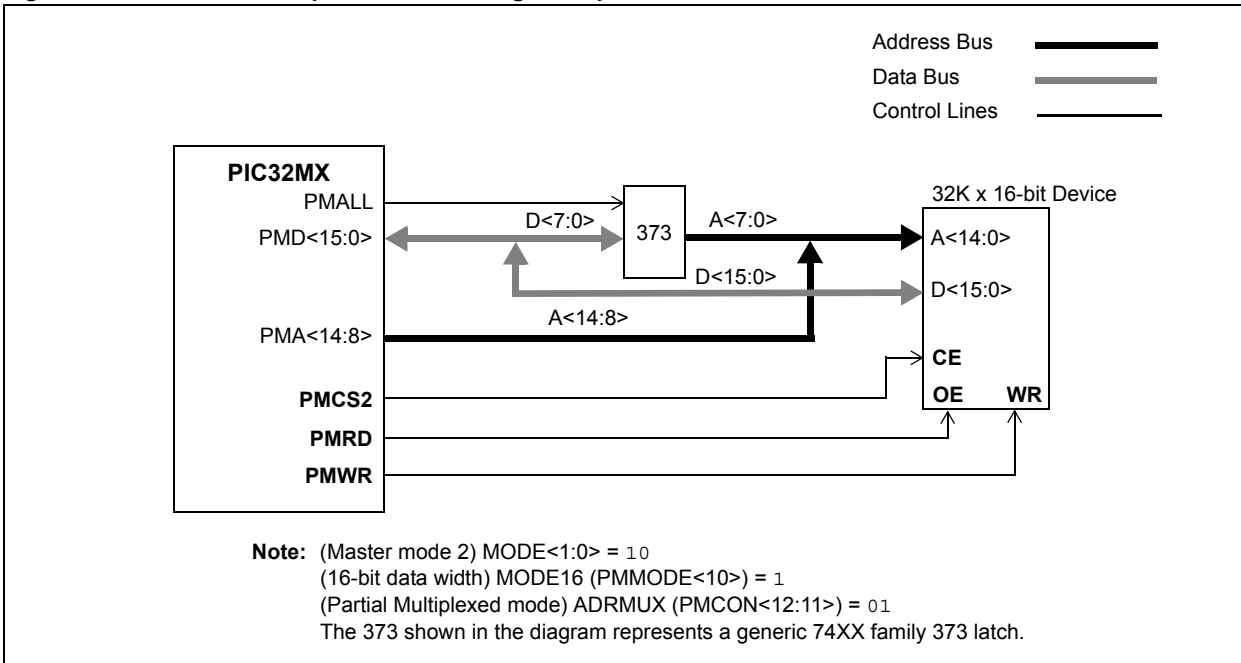 Address Bus
Data Bus
Control Lines
PIC32MX
32K x 16-bit Device
PMALL
D<7:0>
A<7:0>
PMD<15:0>
373
A<14:0>
D<15:0>
D<15:0>
A<14:8>
PMA<14:8>
CE
PMCS2
OE WR
PMRD
PMWR
Note: (Master mode 2) MODE<1:0> = 10
(16-bit data width) MODE16 (PMMODE<10>) = 1
(Partial Multiplexed mode) ADRMUX (PMCON<12:11>) = 01
The 373 shown in the diagram represents a generic 74XX family 373 latch.